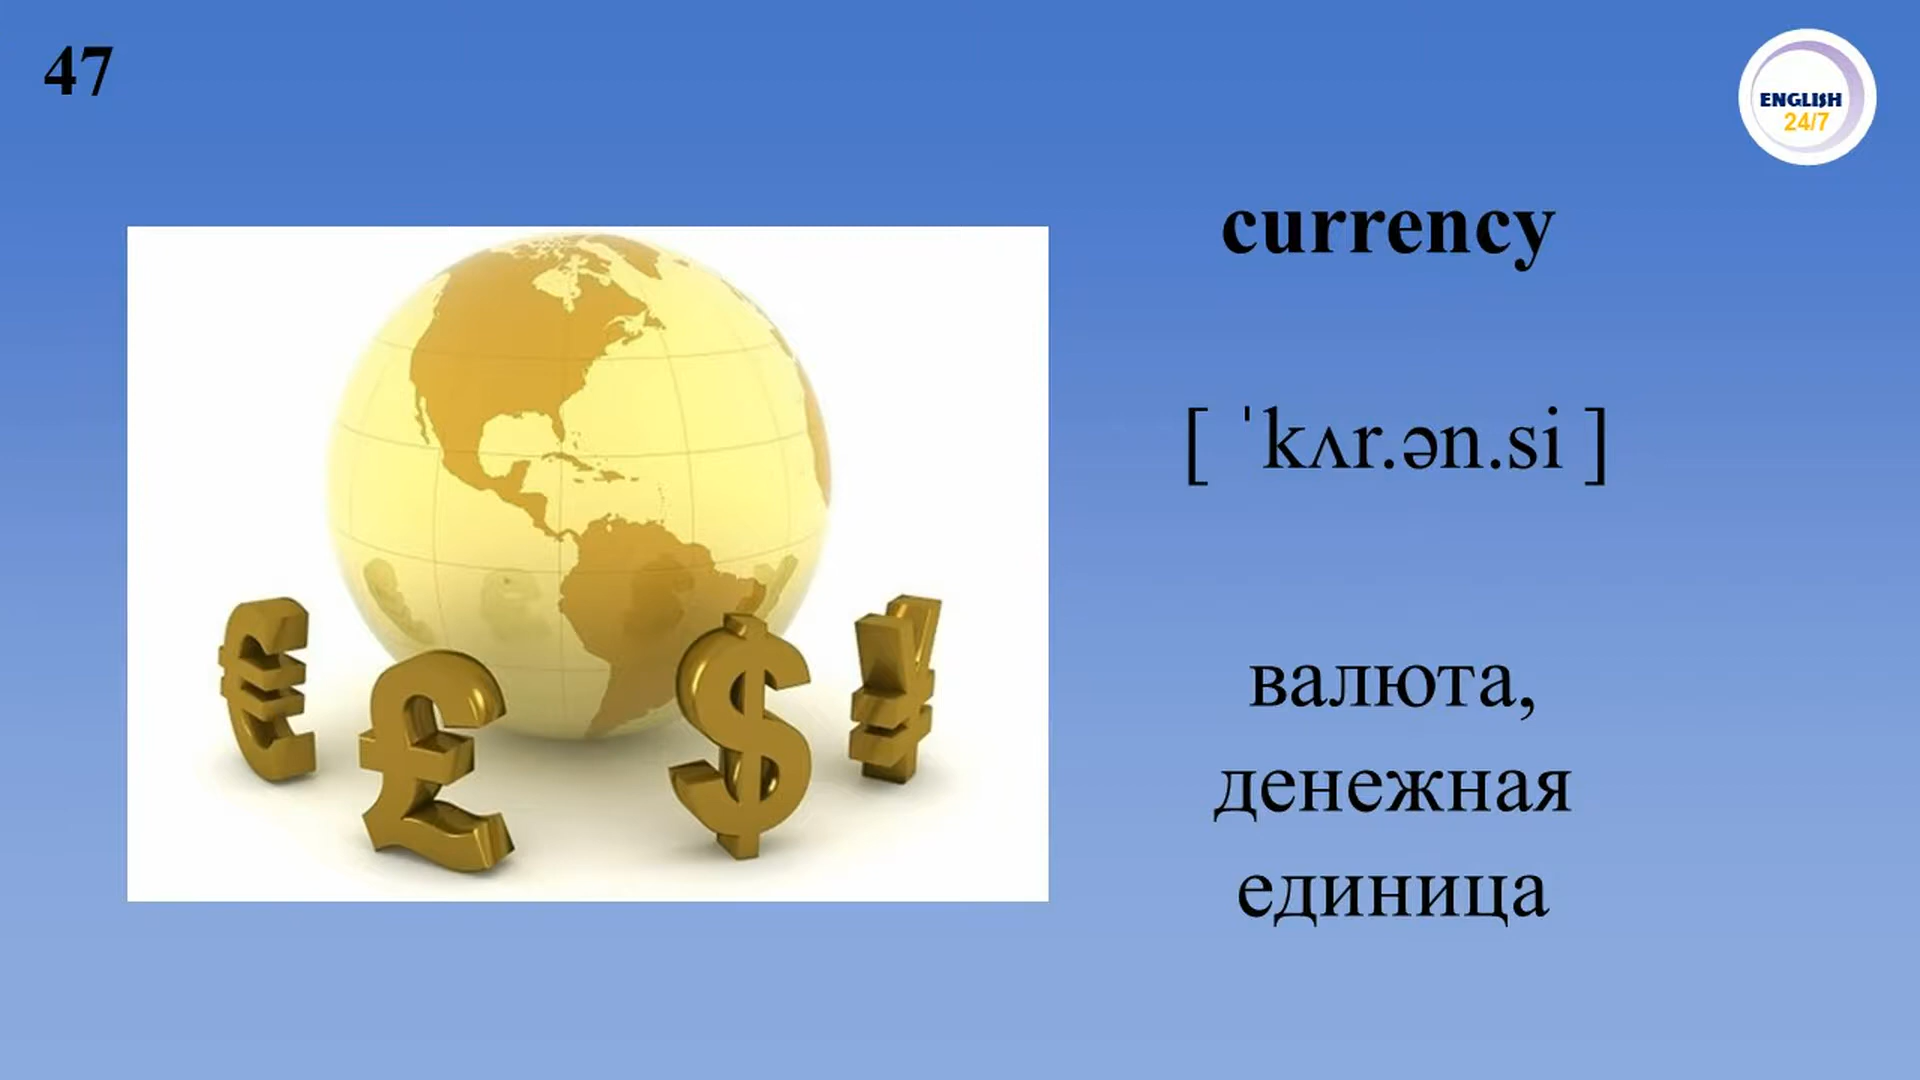 47
ENGLISH
24/7
currency
[ ˈkʌr.ən.si ]
валюта,
денежная
единица
€ £ $ ¥